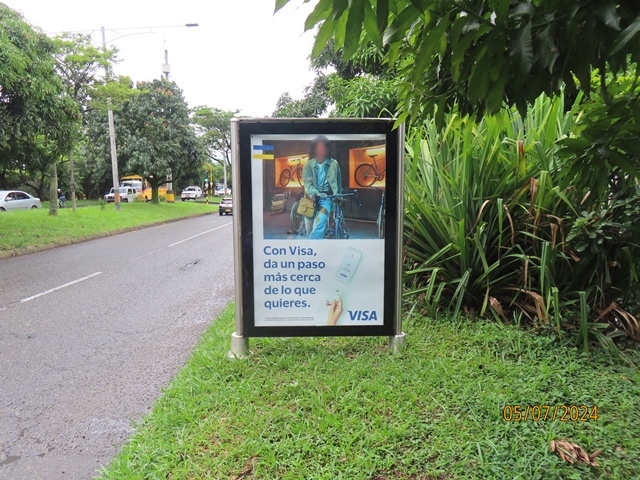 Con Visa,
da un paso
más cerca
de lo que
quieres.
VISA
05/07/2024